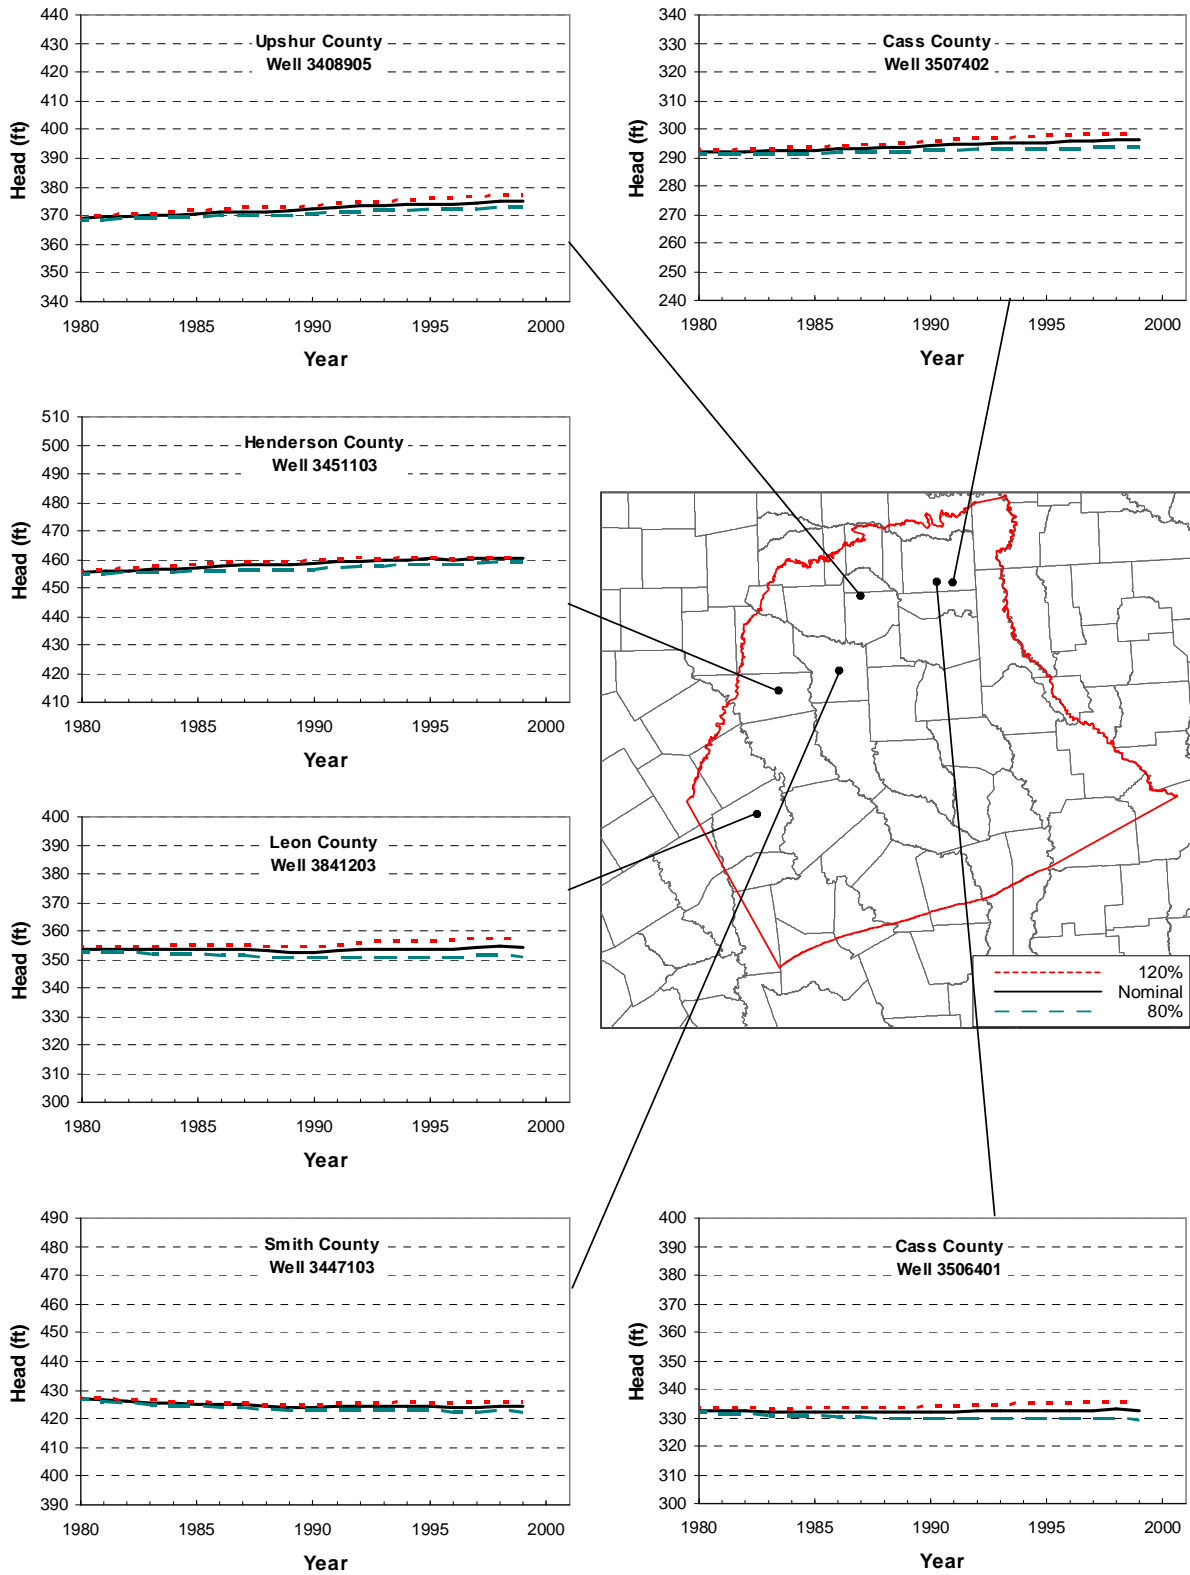 440
430
420
410
400
390
380
370
360
350
340
Head (ft)
Upshur County
Well 3408905
1980 1985 1990 1995 2000
Year
340
330
320
310
300
290
280
270
260
250
240
Head (ft)
Cass County
Well 3507402
1980 1985 1990 1995 2000
Year
510
500
490
480
470
460
450
440
430
420
410
Head (ft)
Henderson County
Well 3451103
1980 1985 1990 1995 2000
Year
120%
Nominal
80%
400
390
380
370
360
350
340
330
320
310
300
Head (ft)
Leon County
Well 3841203
1980 1985 1990 1995 2000
Year
490
480
470
460
450
440
430
420
410
400
390
Head (ft)
Smith County
Well 3447103
1980 1985 1990 1995 2000
Year
400
390
380
370
360
350
340
330
320
310
300
Head (ft)
Cass County
Well 3506401
1980 1985 1990 1995 2000
Year